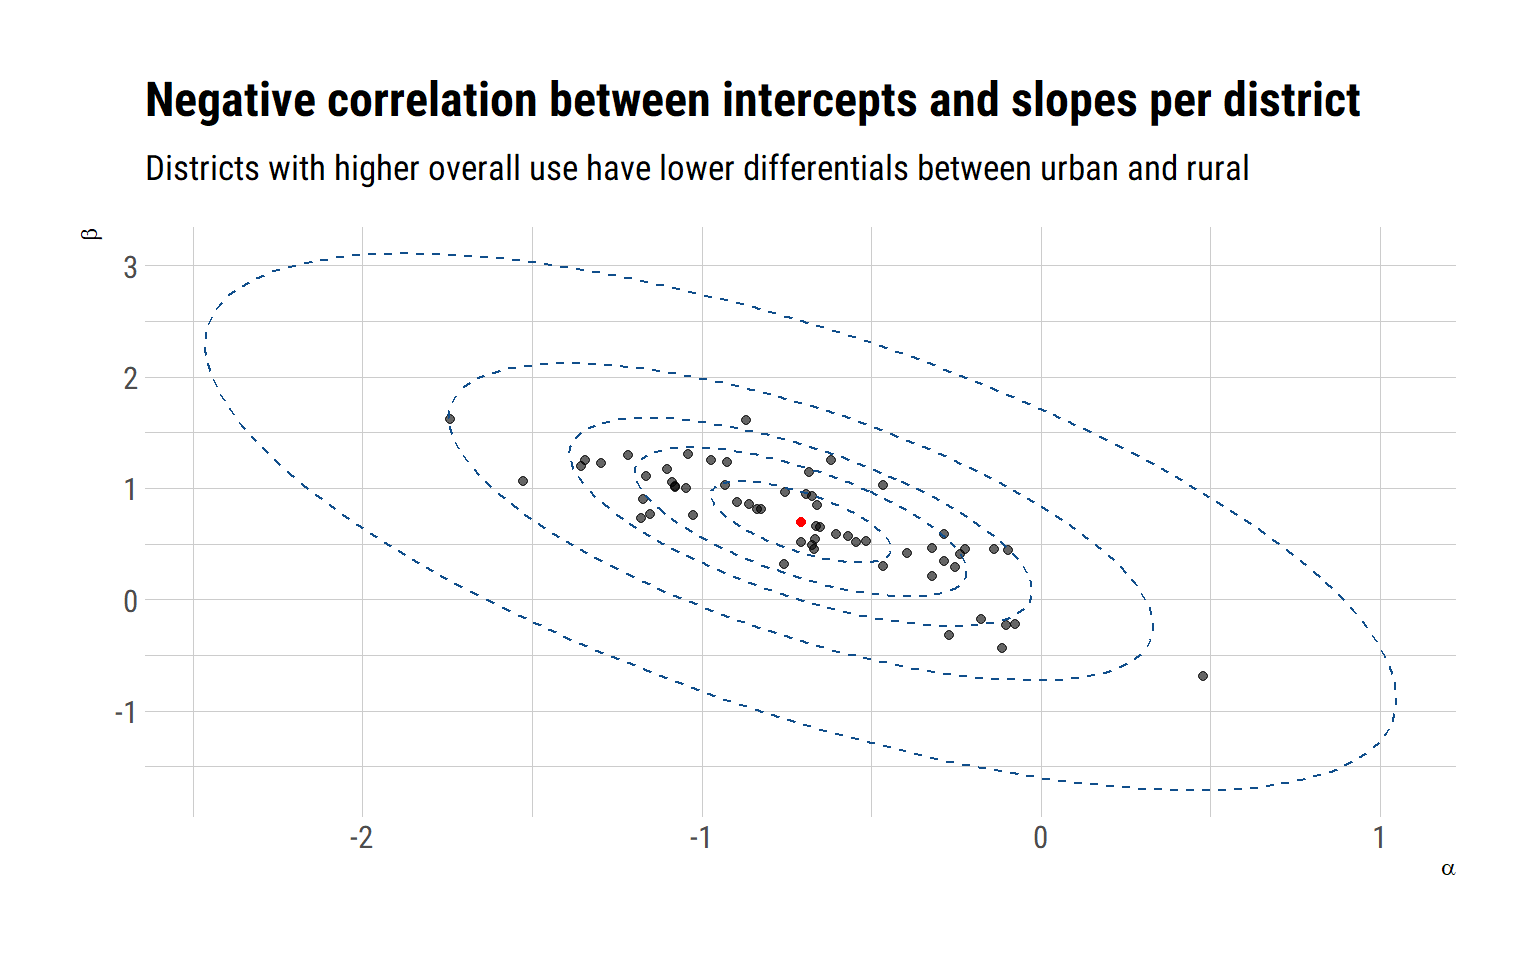 Negative correlation between intercepts and slopes per district
Districts with higher overall use have lower differentials between urban and rural
β
3
2
1
0
-1
-2
-1
0
1
α